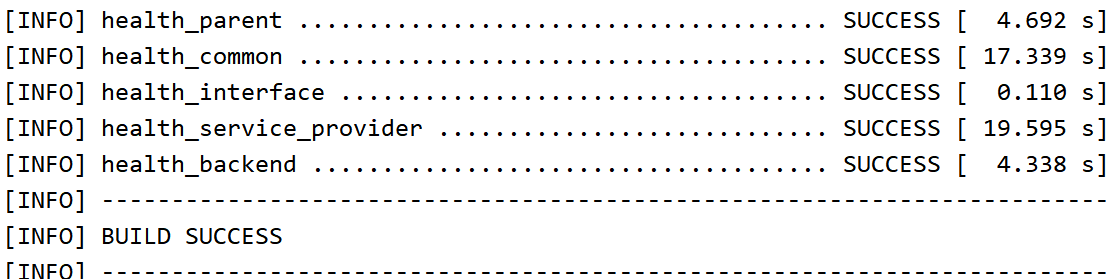 [INFO] health_parent ...................................... SUCCESS [  4.692 s]
[INFO] health_common ...................................... SUCCESS [ 17.339 s]
[INFO] health_interface ................................... SUCCESS [  0.110 s]
[INFO] health_service_provider ............................ SUCCESS [ 19.595 s]
[INFO] health_backend ..................................... SUCCESS [  4.338 s]
[INFO] ------------------------------------------------------------------------
[INFO] BUILD SUCCESS
[INFO] ------------------------------------------------------------------------